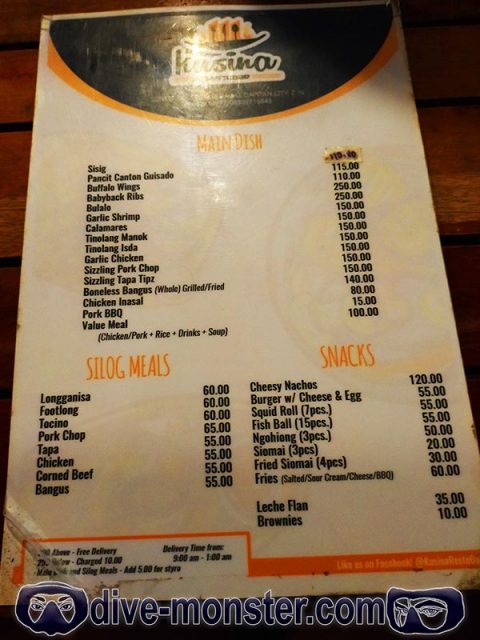 Kusina
MAIN DISH
Sisig
Pancit Canton Guisado 115.00
Buffalo Wings 110.00
Babyback Ribs 250.00
Bulalo 250.00
Garlic Shrimp 150.00
Calamares 150.00
Tinolang Manok 150.00
Tinolang Isda 150.00
Garlic Chicken 150.00
Sizzling Pork Chop 150.00
Sizzling Tapa Tipz 150.00
Boneless Bangus (Whole) Grilled/Fried 140.00
Chicken Inasal 80.00
Pork BBQ 15.00
Value Meal 100.00
(Chicken/Pork + Rice + Drinks + Soup)
SILOG MEALS
Longganisa 60.00
Footlong 60.00
Tocino 60.00
Pork Chop 65.00
Tapa 55.00
Chicken 55.00
Corned Beef 55.00
Bangus 55.00
SNACKS
Cheesy Nachos 120.00
Burger w/ Cheese & Egg 55.00
Squid Roll (7pcs.) 55.00
Fish Ball (15pcs.) 55.00
Ngohiong (3pcs.) 50.00
Siomai (3pcs) 20.00
Fried Siomai (4pcs) 30.00
Fries (Salted/Sour Cream/Cheese/BBQ) 60.00
Leche Flan 35.00
Brownies 10.00
Above - Free Delivery
Below - Charged 10.00
and Silog Meals - Add 5.00 for styro
Delivery Time from:
9:00 am - 1:00 am
Like us on Facebook!
dive-monster.com